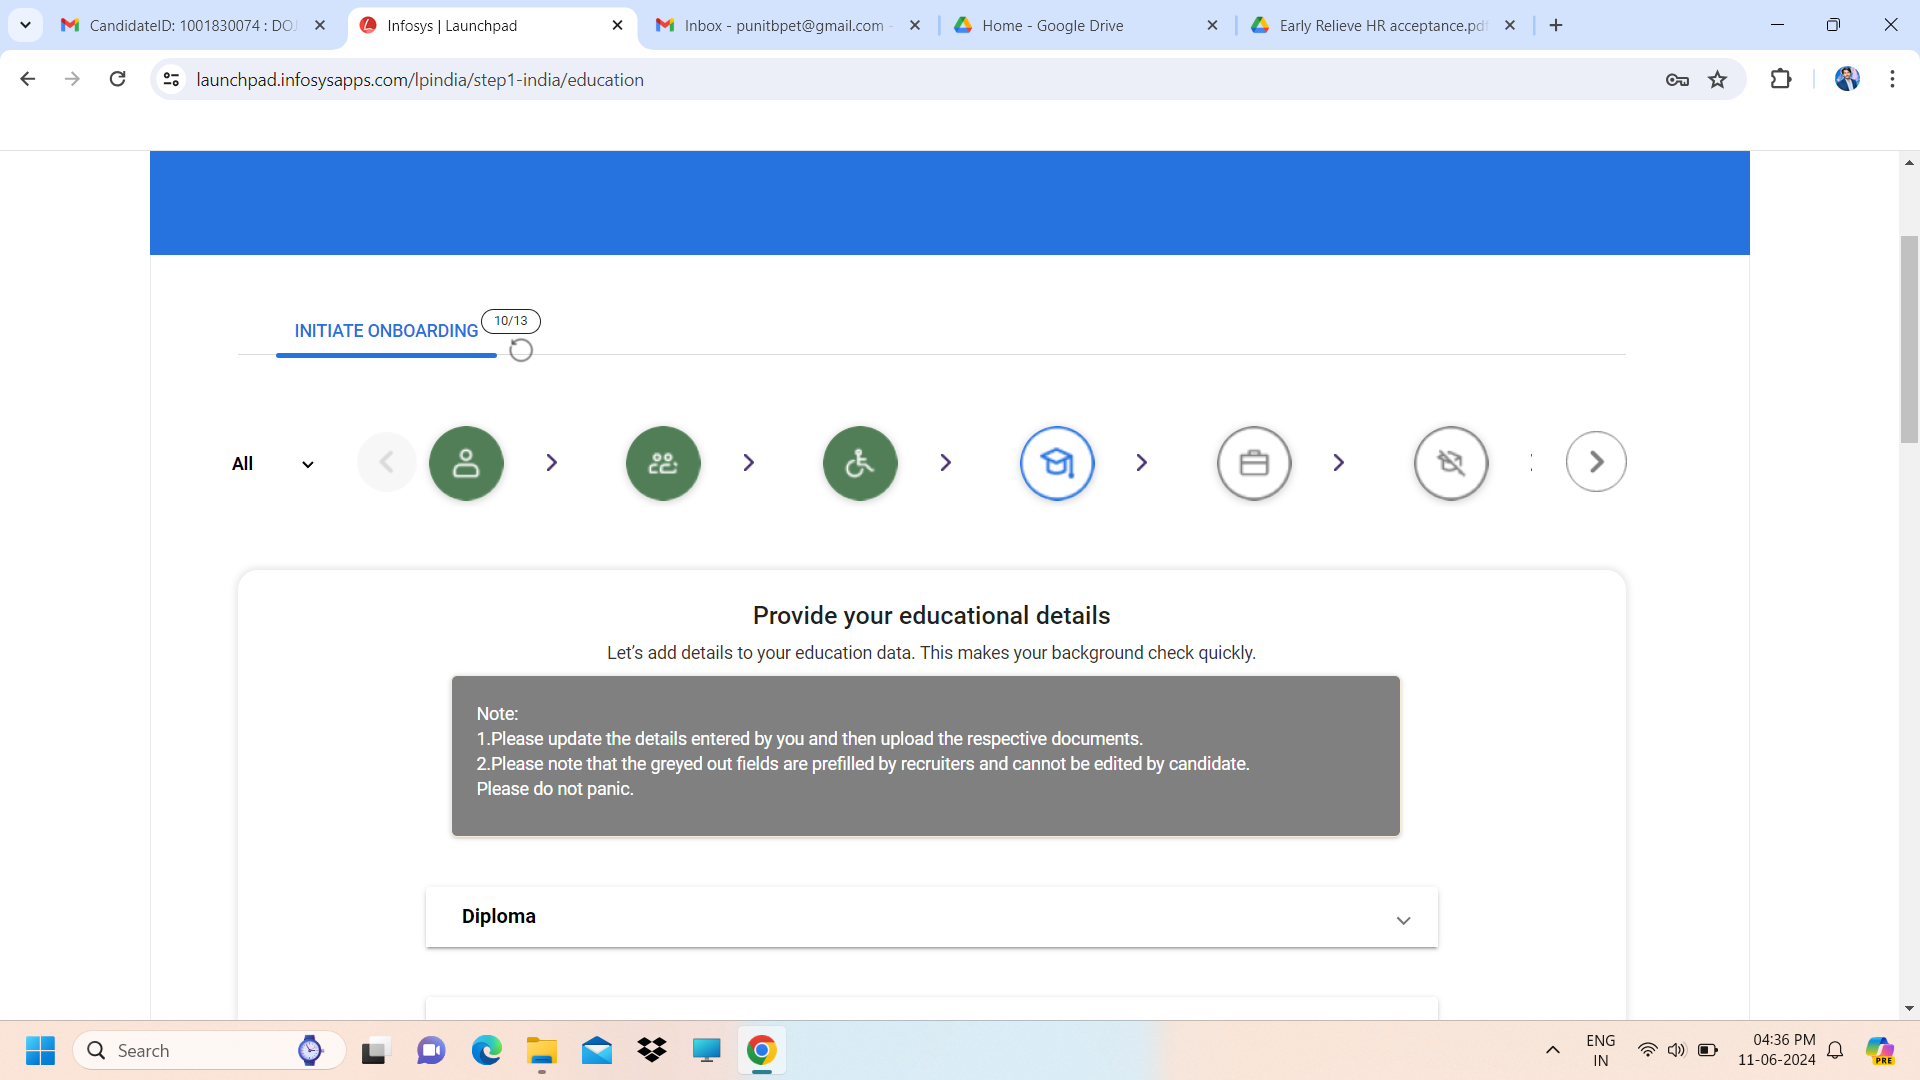 CandidateID: 1001830074 : DOJ
Infosys | Launchpad
Inbox - punitbpet@gmail.com -
Home - Google Drive
Early Relieve HR acceptance.pdf
launchpad.infosysapps.com/lpindia/step1-india/education
INITIATE ONBOARDING
10/13
All
Provide your educational details
Let’s add details to your education data. This makes your background check quickly.
Note:
1.Please update the details entered by you and then upload the respective documents.
2.Please note that the greyed out fields are prefilled by recruiters and cannot be edited by candidate.
Please do not panic.
Diploma
Search
ENG
IN
04:36 PM
11-06-2024
PRE